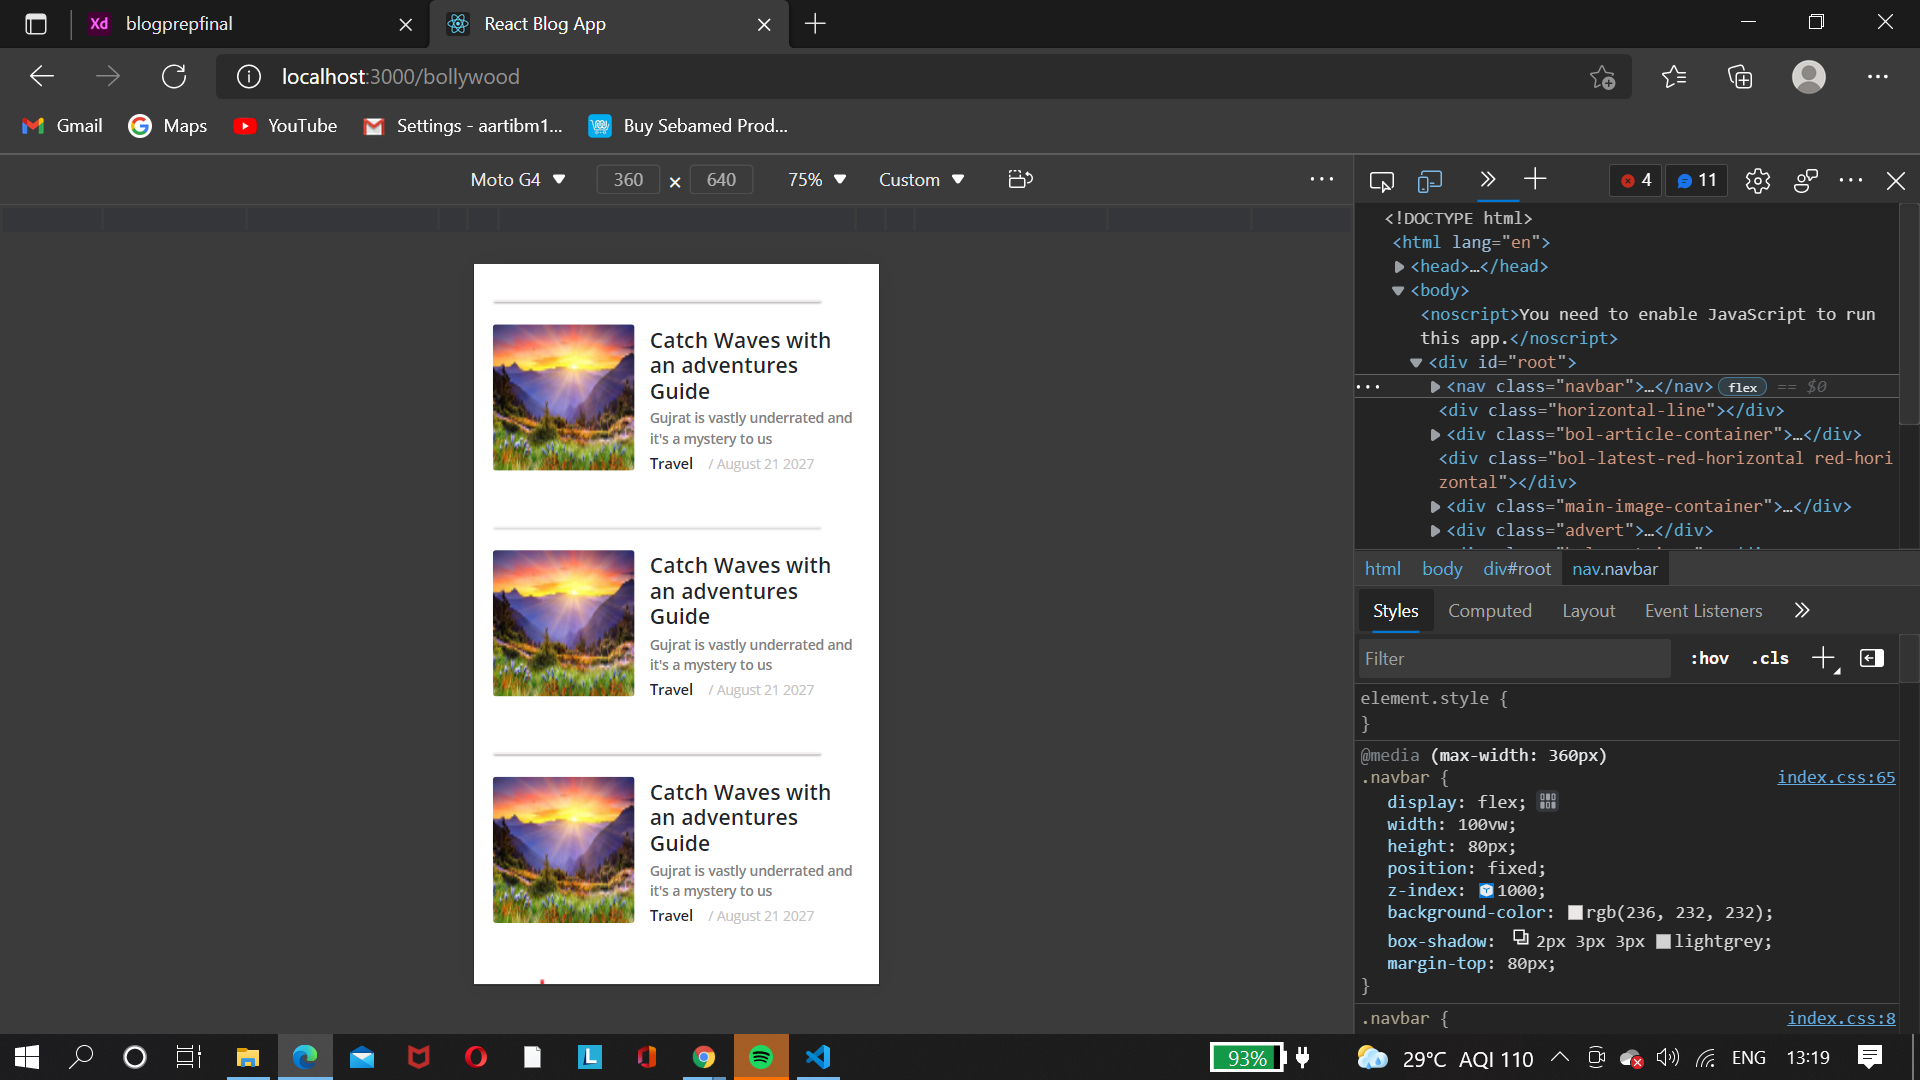 Xd blogprepfinal
React Blog App
localhost:3000/bollywood
Gmail Maps YouTube Settings - aartibm1... Buy Sebamed Prod...
Moto G4 360 × 640 75% Custom
4 11
<!DOCTYPE html>
<html lang="en">
<head>…</head>
<body>
<noscript>You need to enable JavaScript to run
this app.</noscript>
<div id="root">
<nav class="navbar">…</nav> flex == $0
<div class="horizontal-line"></div>
<div class="bol-article-container">…</div>
<div class="bol-latest-red-horizontal red-hori
zontal"></div>
<div class="main-image-container">…</div>
<div class="advert">…</div>
html body div#root nav.navbar
Styles Computed Layout Event Listeners
Filter :hov .cls
element.style {
}
@media (max-width: 360px)
.navbar { index.css:65
display: flex;
width: 100vw;
height: 80px;
position: fixed;
z-index: 1000;
background-color: rgb(236, 232, 232);
box-shadow: 2px 3px 3px lightgrey;
margin-top: 80px;
}
.navbar { index.css:8
Catch Waves with
an adventures
Guide
Gujrat is vastly underrated and
it's a mystery to us
Travel / August 21 2027
Catch Waves with
an adventures
Guide
Gujrat is vastly underrated and
it's a mystery to us
Travel / August 21 2027
Catch Waves with
an adventures
Guide
Gujrat is vastly underrated and
it's a mystery to us
Travel / August 21 2027
L 93% 29°C AQI 110 ENG 13:19